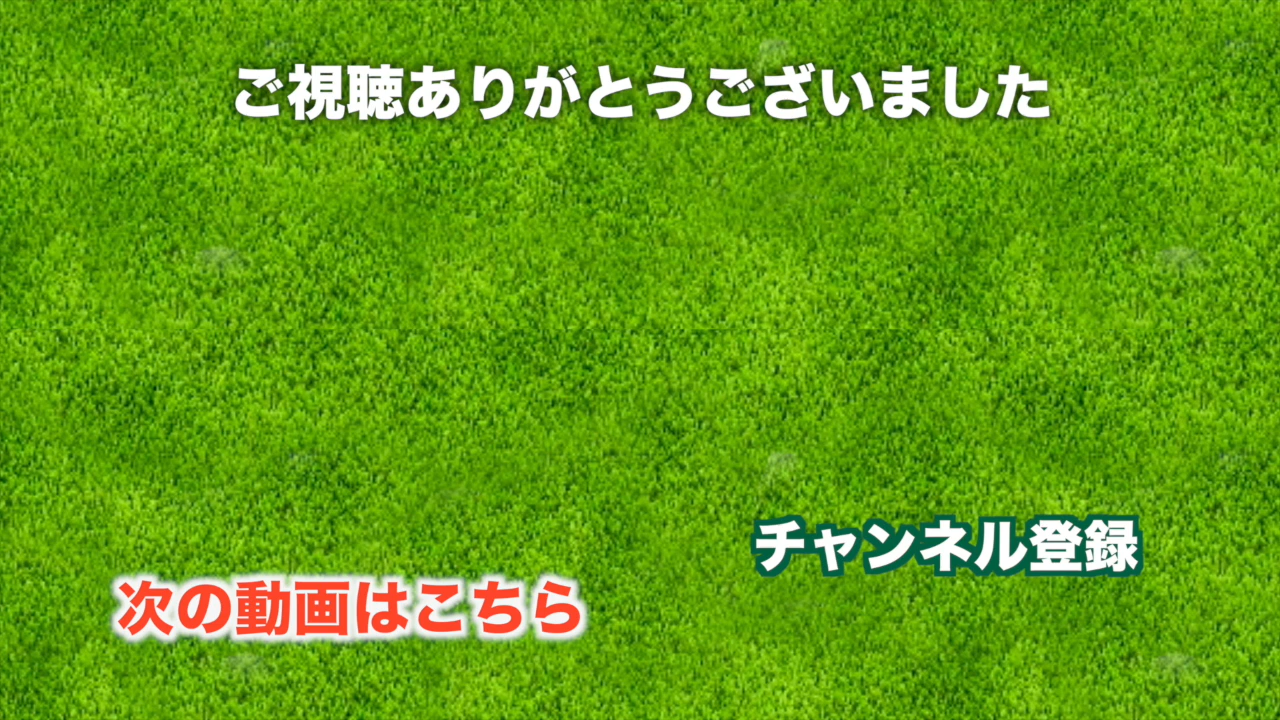 ご視聴ありがとうございました
チャンネル登録
次の動画はこちら